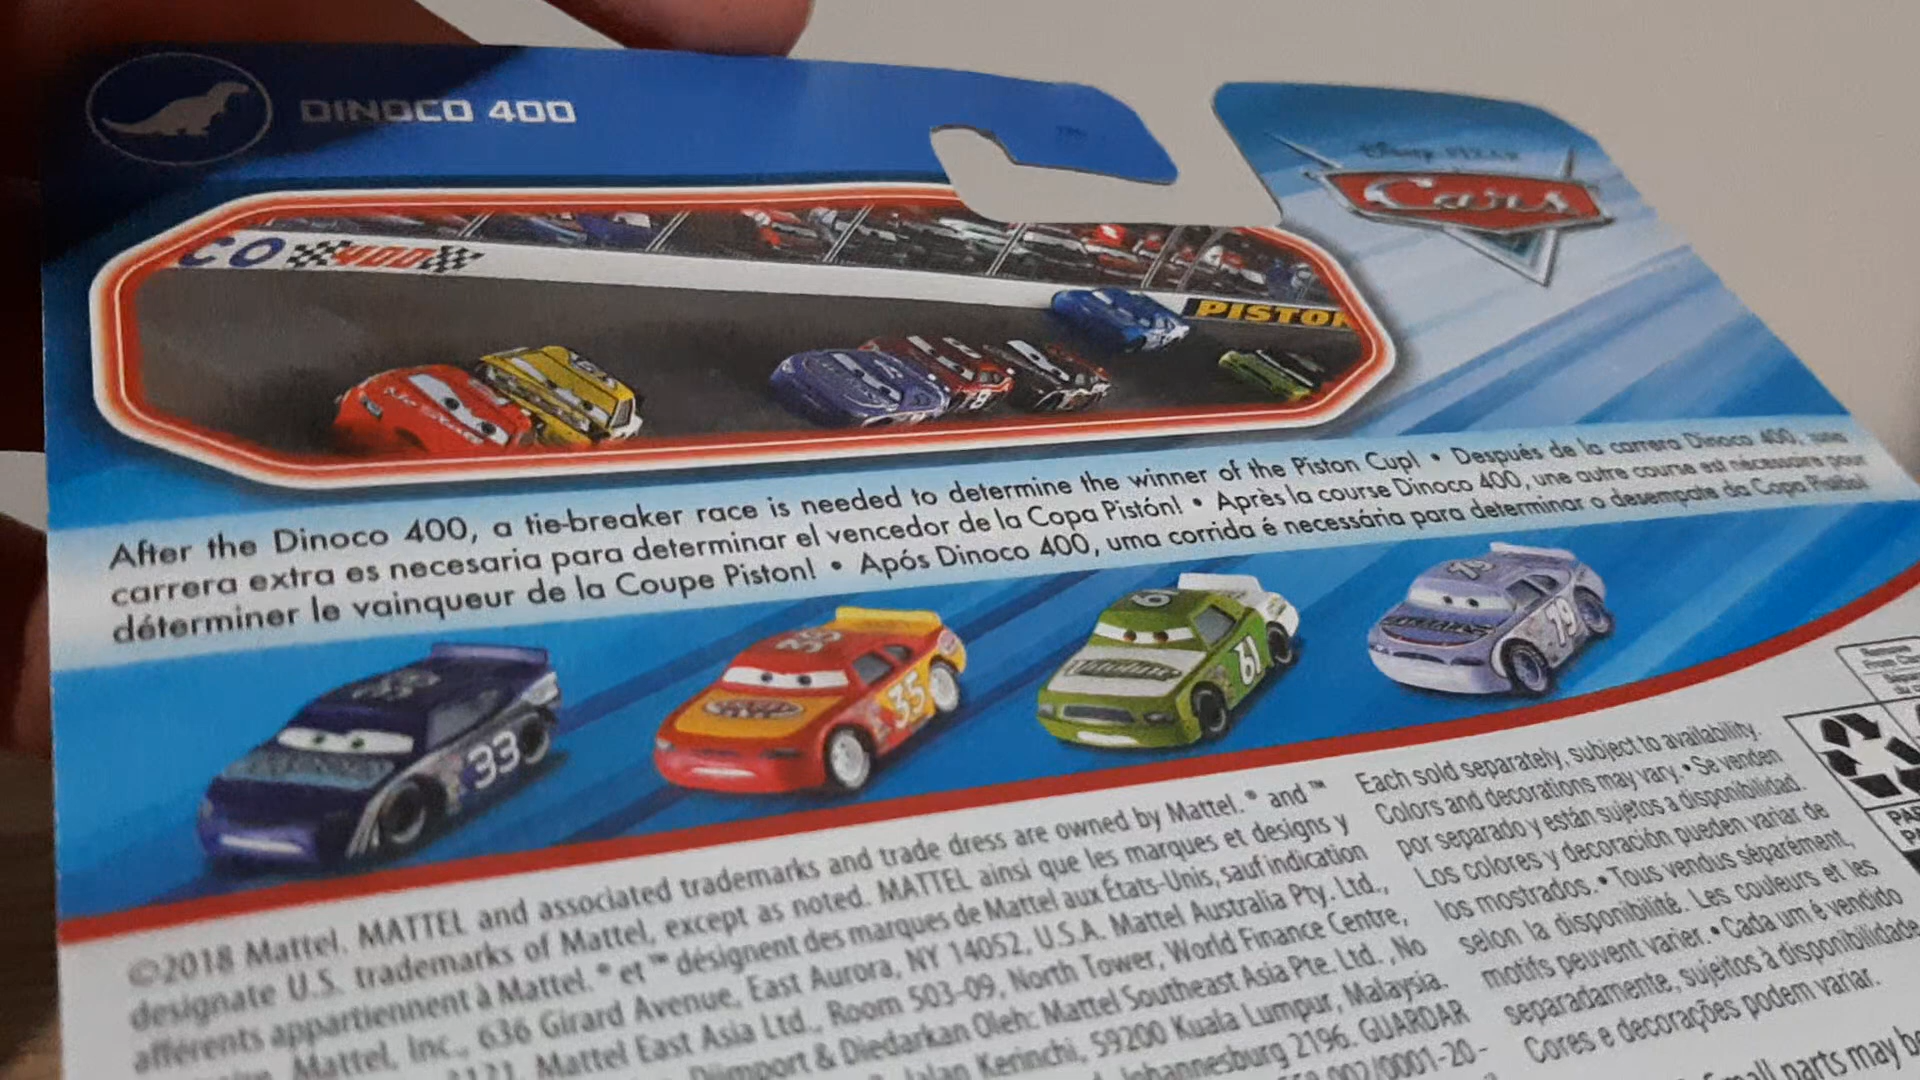 DINOCO 400
Disney PIXAR
Cars
CO 400
PISTON
After the Dinoco 400, a tie-breaker race is needed to determine the winner of the Piston Cup! • Después de la carrera Dinoco 400, una
carrera extra es necesaria para determinar el vencedor de la Copa Pistón! • Après la course Dinoco 400, une autre course est nécessaire pour
déterminer le vainqueur de la Coupe Piston! • Após Dinoco 400, uma corrida é necessária para determinar o desempate da Copa Pistão!
33
35
61
79
©2018 Mattel. MATTEL and associated trademarks and trade dress are owned by Mattel.® and ™
designate U.S. trademarks of Mattel, except as noted. MATTEL ainsi que les marques et designs y
afférents appartiennent à Mattel.® et ™ désignent des marques de Mattel aux États-Unis, sauf indication
Mattel, Inc., 636 Girard Avenue, East Aurora, NY 14052, U.S.A. Mattel Australia Pty. Ltd.,
Mattel East Asia Ltd., Room 503-09, North Tower, World Finance Centre,
Diimport & Diedarkan Oleh: Mattel Southeast Asia Pte. Ltd., No
Jalan Kerinchi, 59200 Kuala Lumpur, Malaysia.
Johannesburg 2196. GUARDAR
0001-20-
Each sold separately, subject to availability.
Colors and decorations may vary. • Se venden
por separado y están sujetos a disponibilidad.
Los colores y decoración pueden variar de
los mostrados. • Tous vendus séparément,
selon la disponibilité. Les couleurs et les
motifs peuvent varier. • Cada um é vendido
separadamente, sujeitos à disponibilidade.
Cores e decorações podem variar.
Small parts may be